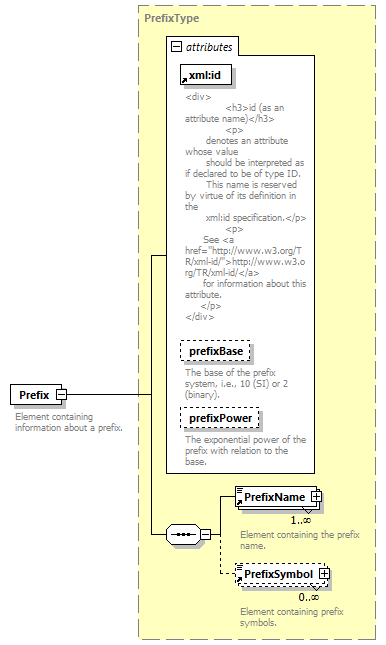 PrefixType
attributes
xml:id
<div>
<h3>id (as an
attribute name)</h3>
<p>
denotes an attribute
whose value
should be interpreted as
if declared to be of type ID.
This name is reserved
by virtue of its definition in
the
xml:id specification.</p>
<p>
See <a
href="http://www.w3.org/T
R/xml-id/">http://www.w3.o
rg/TR/xml-id/</a>
for information about this
attribute.
</p>
</div>
prefixBase
The base of the prefix
system, i.e., 10 (SI) or 2
(binary).
prefixPower
The exponential power of the
prefix with relation to the
base.
Prefix
Element containing
information about a prefix.
PrefixName
1..∞
Element containing the prefix
name.
PrefixSymbol
0..∞
Element containing prefix
symbols.